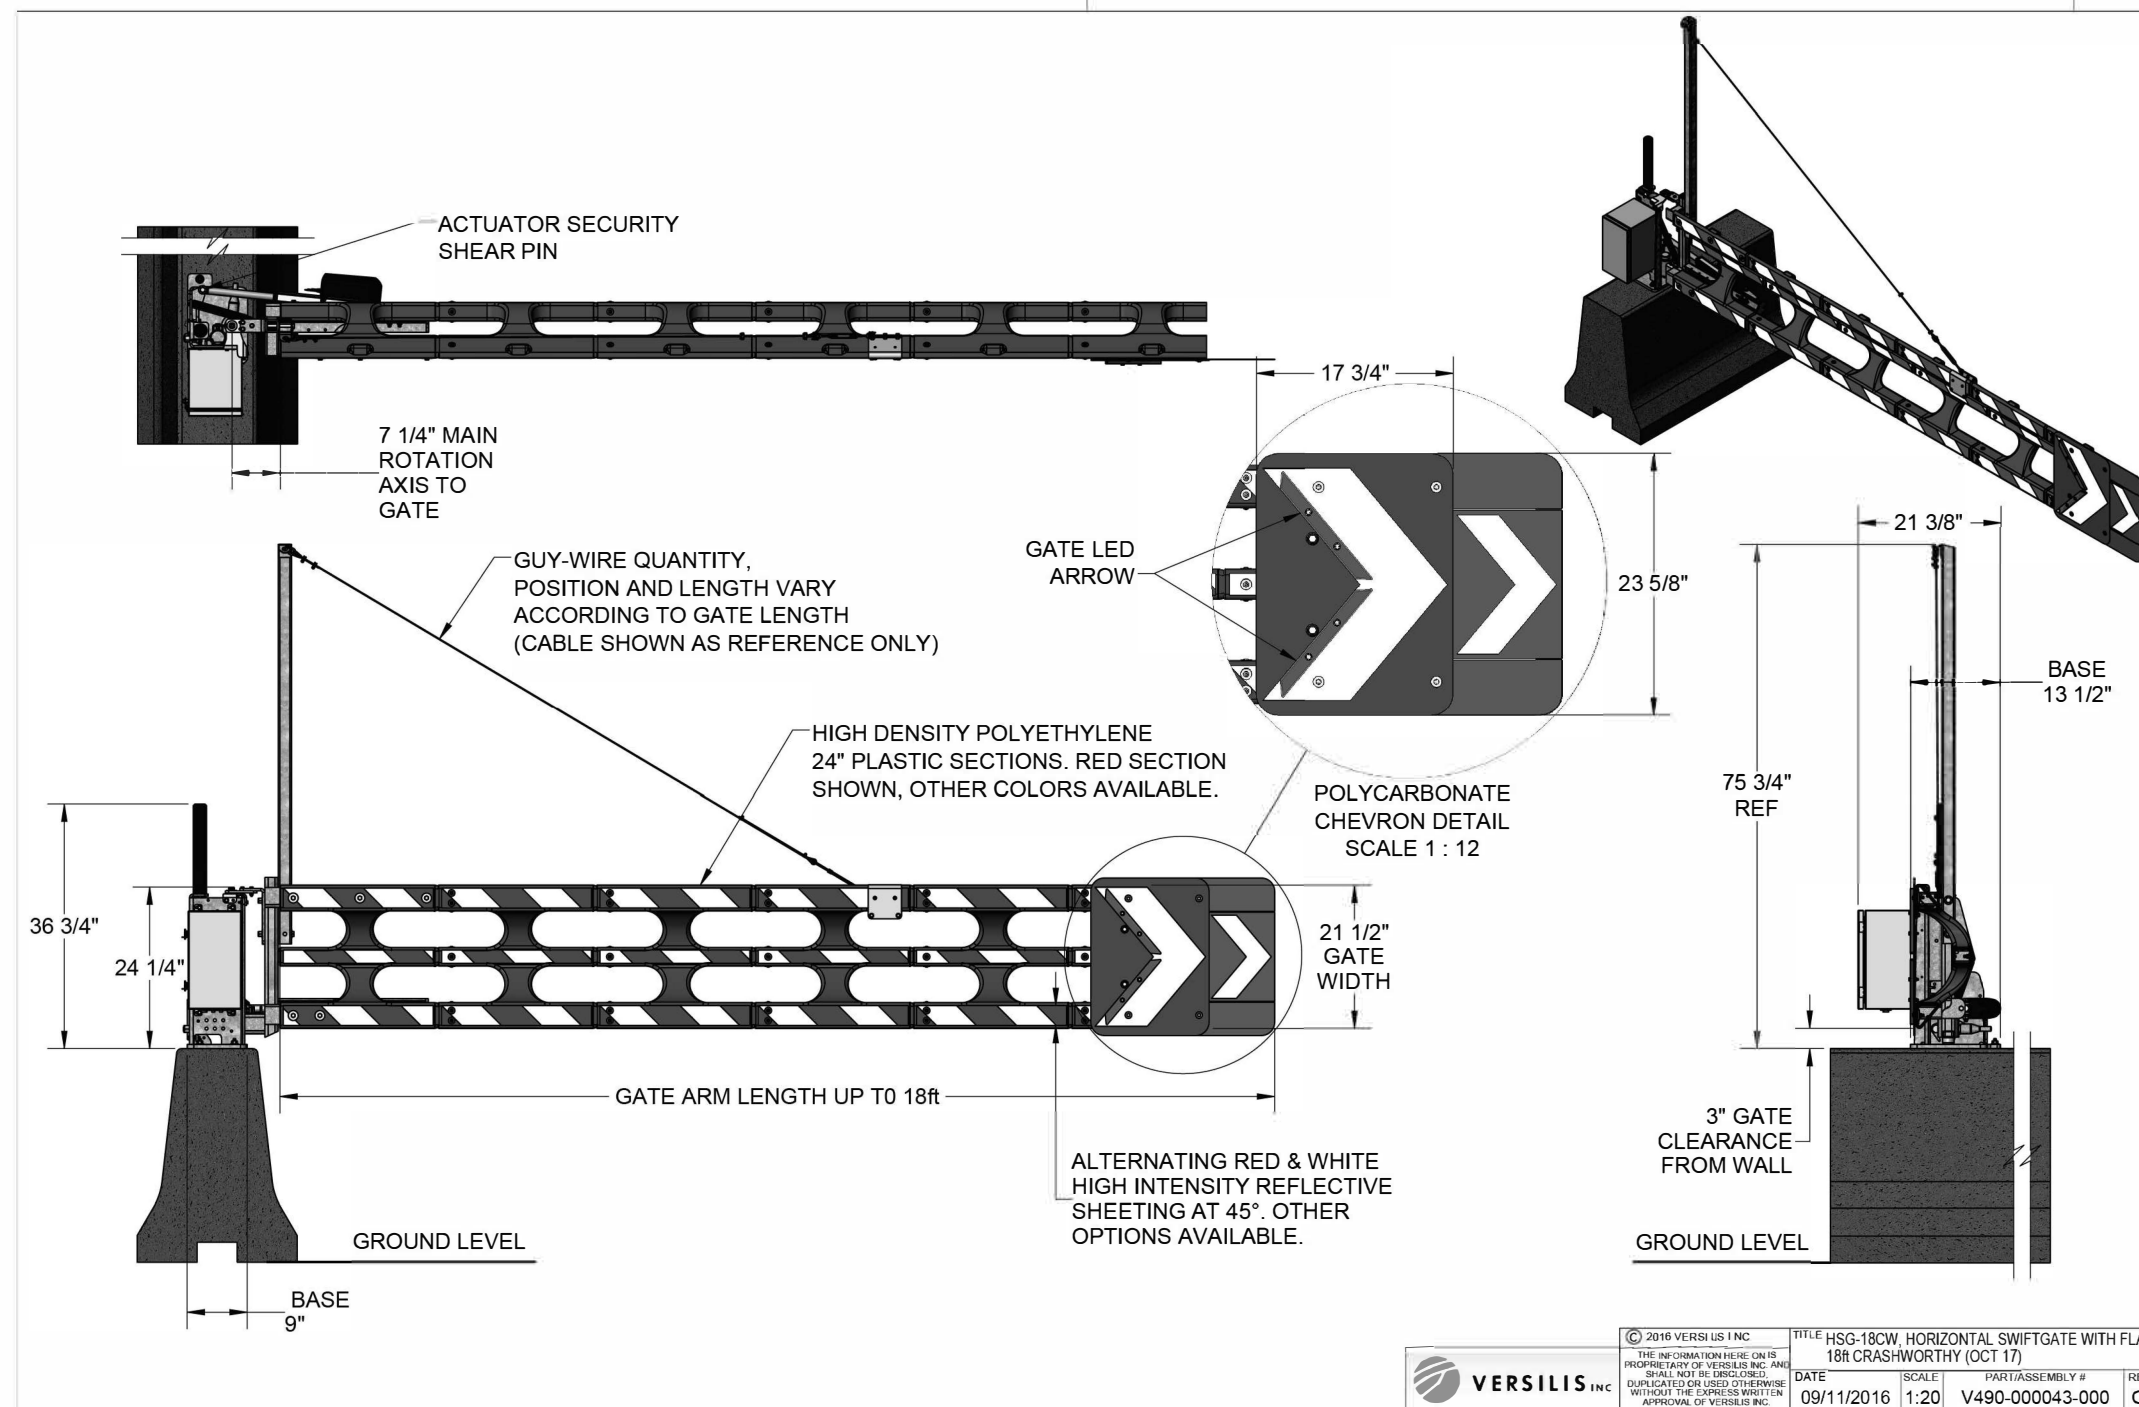 ACTUATOR SECURITY
SHEAR PIN
7 1/4" MAIN
ROTATION
AXIS TO
GATE
17 3/4"
GATE LED
ARROW
23 5/8"
POLYCARBONATE
CHEVRON DETAIL
SCALE 1 : 12
21 3/8"
BASE
13 1/2"
75 3/4"
REF
GUY-WIRE QUANTITY,
POSITION AND LENGTH VARY
ACCORDING TO GATE LENGTH
(CABLE SHOWN AS REFERENCE ONLY)
HIGH DENSITY POLYETHYLENE
24" PLASTIC SECTIONS. RED SECTION
SHOWN, OTHER COLORS AVAILABLE.
36 3/4"
24 1/4"
21 1/2"
GATE
WIDTH
GATE ARM LENGTH UP T0 18ft
3" GATE
CLEARANCE
FROM WALL
ALTERNATING RED & WHITE
HIGH INTENSITY REFLECTIVE
SHEETING AT 45°. OTHER
OPTIONS AVAILABLE.
GROUND LEVEL
GROUND LEVEL
BASE
9"
VERSILIS INC
© 2016 VERSI US I NC
THE INFORMATION HERE ON IS
PROPRIETARY OF VERSILIS INC. AND
SHALL NOT BE DISCLOSED,
DUPLICATED OR USED OTHERWISE
WITHOUT THE EXPRESS WRITTEN
APPROVAL OF VERSILIS INC.
TITLE HSG-18CW, HORIZONTAL SWIFTGATE WITH
18ft CRASHWORTHY (OCT 17)
DATE
09/11/2016
SCALE
1:20
PART/ASSEMBLY #
V490-000043-000